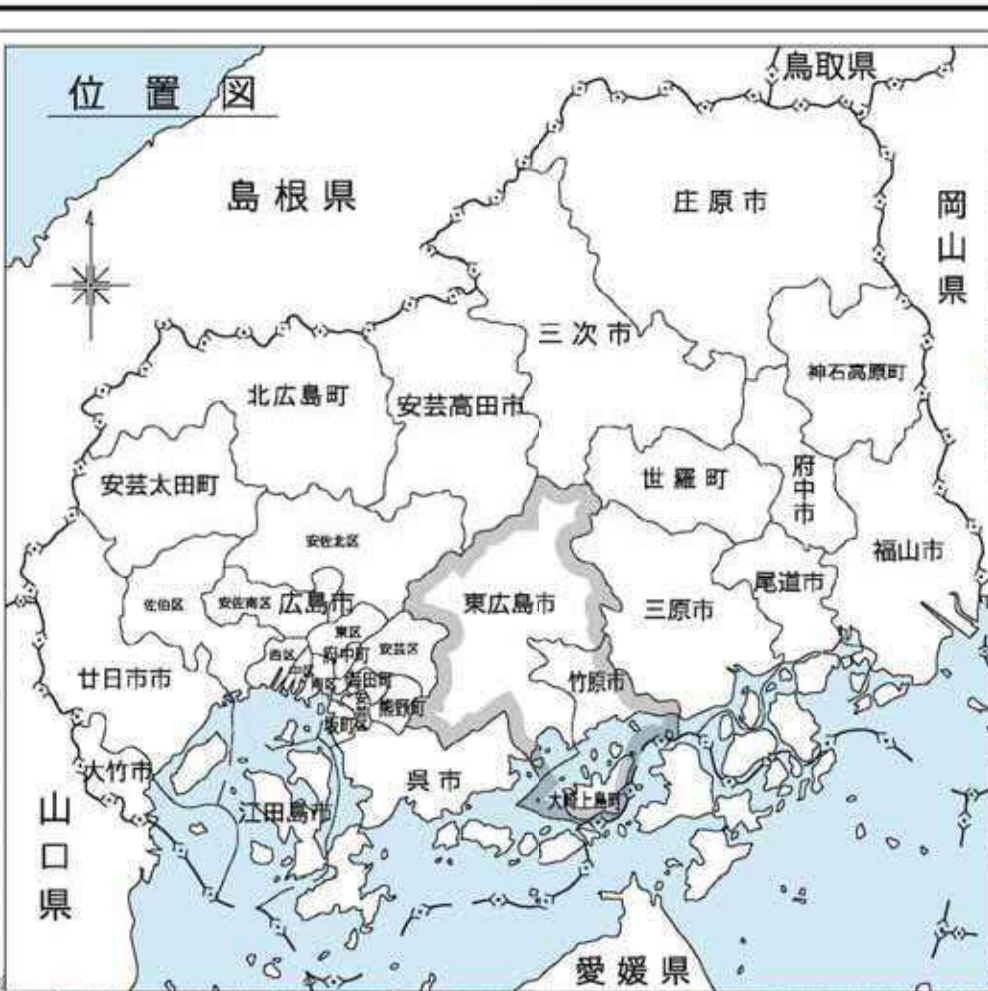 位置図
鳥取県
島根県
庄原市
岡山県
三次市
神石高原町
北広島町
安芸高田市
世羅町
府中市
安芸太田町
安佐北区
福山市
佐伯区
安佐南区
広島市
東広島市
三原市
尾道市
東区
西区
府中町
安芸区
中区
南区
海田町
廿日市市
竹原市
熊野町
坂町
大竹市
呉市
大崎上島町
江田島市
山口県
愛媛県